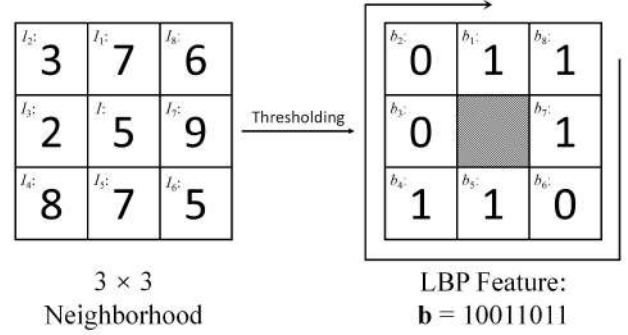 I₂: 3 I₁: 7 I₈: 6
I₃: 2 I: 5 I₇: 9
I₄: 8 I₅: 7 I₆: 5
Thresholding
b₂: 0 b₁: 1 b₈: 1
b₃: 0 b₇: 1
b₄: 1 b₅: 1 b₆: 0
3 × 3
Neighborhood
LBP Feature:
b = 10011011